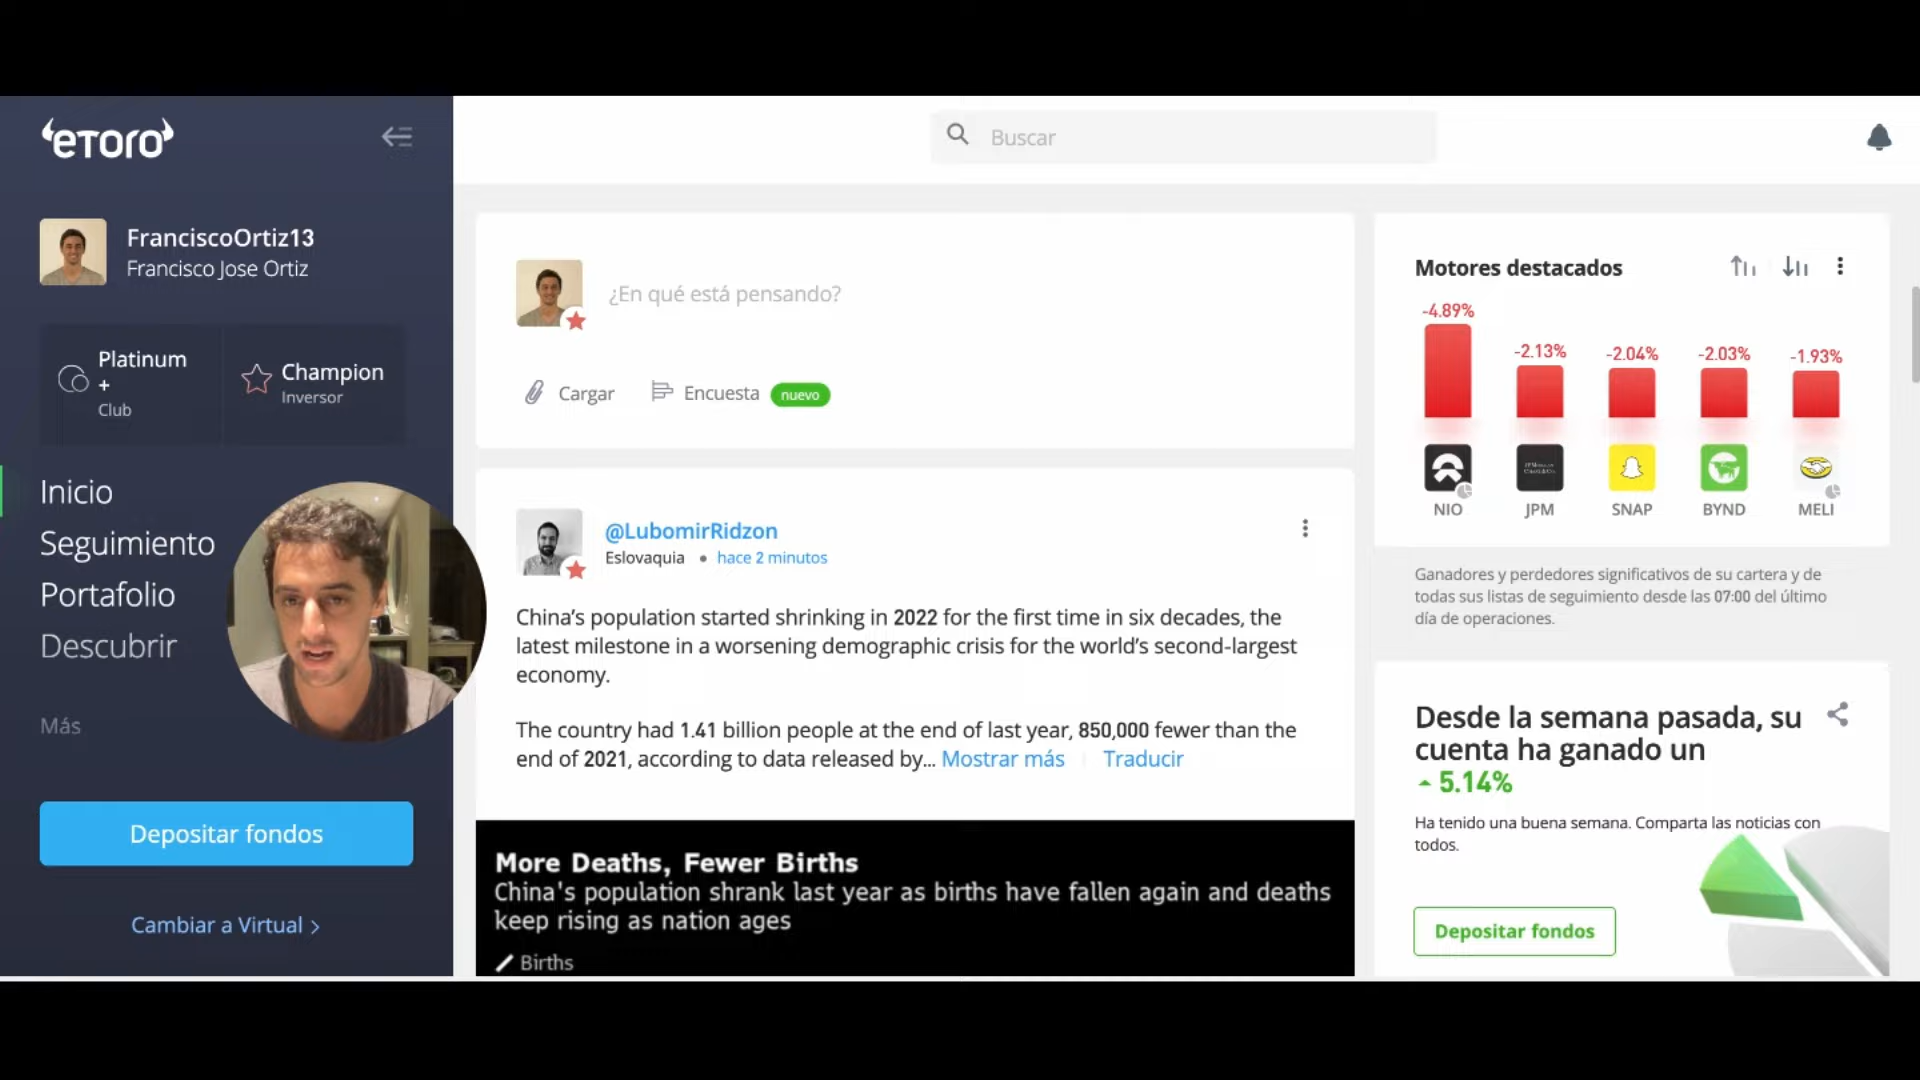 eToro
Buscar
FranciscoOrtiz13
Francisco Jose Ortiz
Platinum
+
Club
Champion
Inversor
Inicio
Seguimiento
Portafolio
Descubrir
Más
Depositar fondos
Cambiar a Virtual >
¿En qué está pensando?
Cargar
Encuesta nuevo
@LubomirRidzon
Eslovaquia • hace 2 minutos
China’s population started shrinking in 2022 for the first time in six decades, the
latest milestone in a worsening demographic crisis for the world’s second-largest
economy.
The country had 1.41 billion people at the end of last year, 850,000 fewer than the
end of 2021, according to data released by... Mostrar más Traducir
More Deaths, Fewer Births
China's population shrank last year as births have fallen again and deaths
keep rising as nation ages
Births
Motores destacados
-4.89%
-2.13%
-2.04%
-2.03%
-1.93%
NIO
JPM
SNAP
BYND
MELI
Ganadores y perdedores significativos de su cartera y de
todas sus listas de seguimiento desde las 07:00 del último
día de operaciones.
Desde la semana pasada, su
cuenta ha ganado un
5.14%
Ha tenido una buena semana. Comparta las noticias con
todos.
Depositar fondos